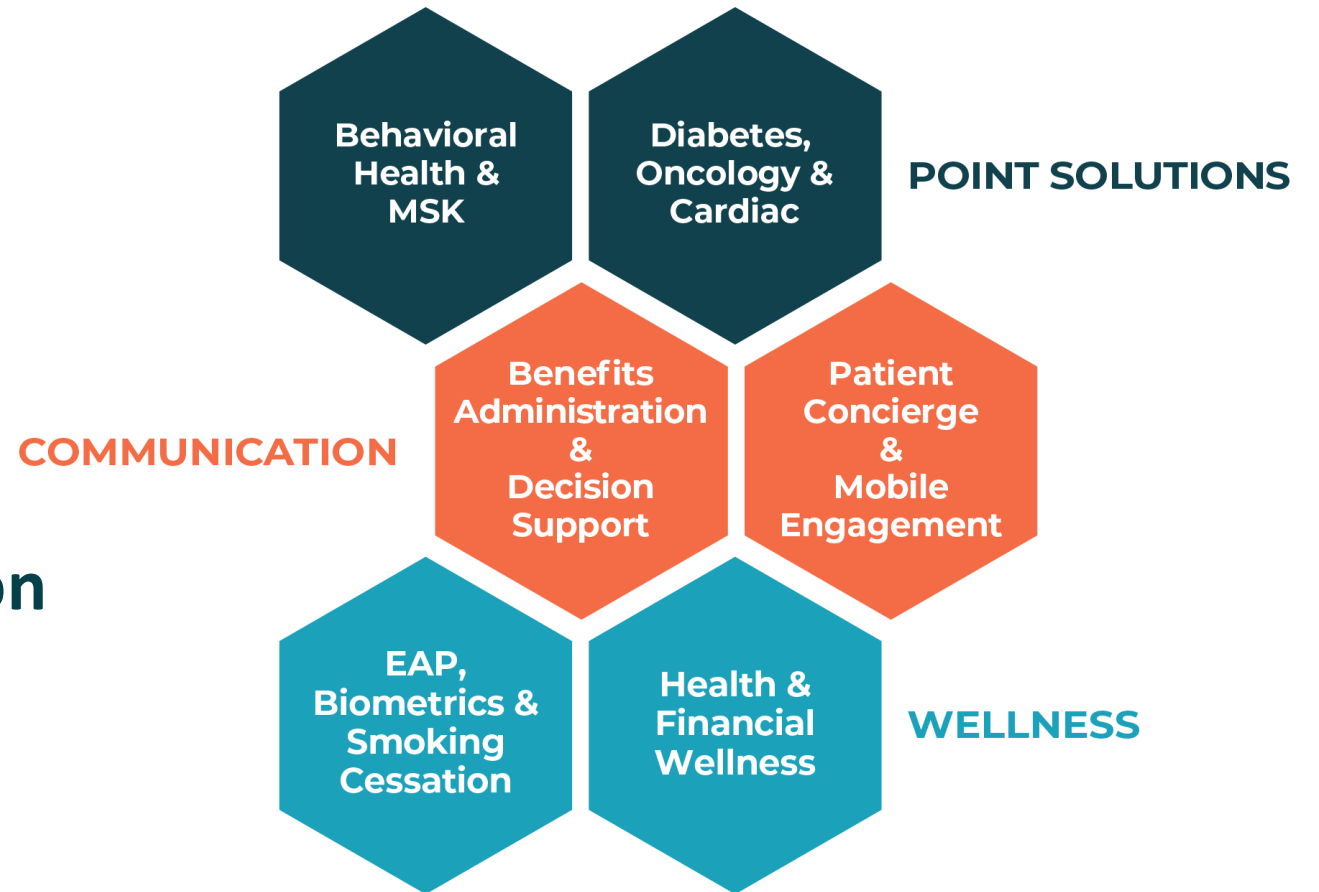 Behavioral
Health &
MSK
Diabetes,
Oncology &
Cardiac
POINT SOLUTIONS
COMMUNICATION
Benefits
Administration
&
Decision
Support
Patient
Concierge
&
Mobile
Engagement
on
EAP,
Biometrics &
Smoking
Cessation
Health &
Financial
Wellness
WELLNESS